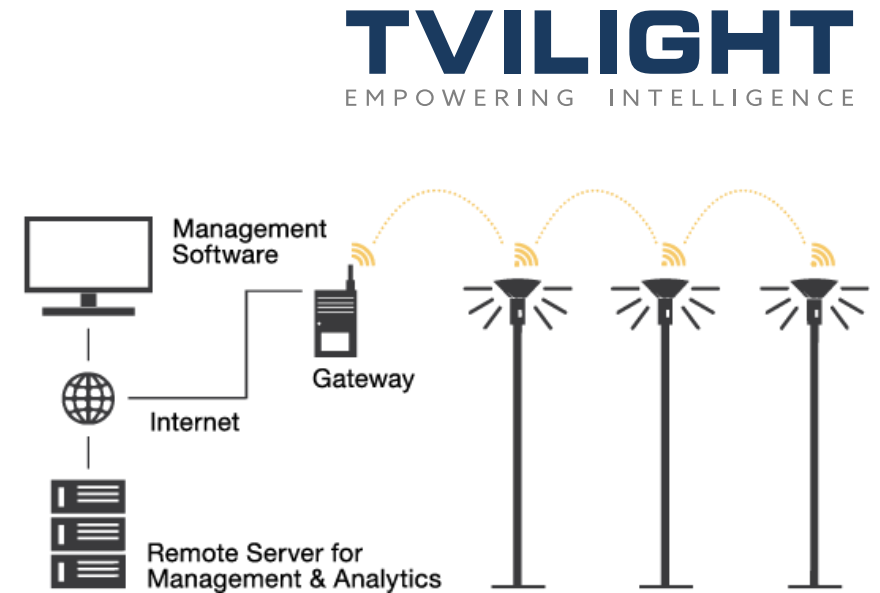 TVILIGHT
EMPOWERING INTELLIGENCE
Management
Software
Gateway
Internet
Remote Server for
Management & Analytics